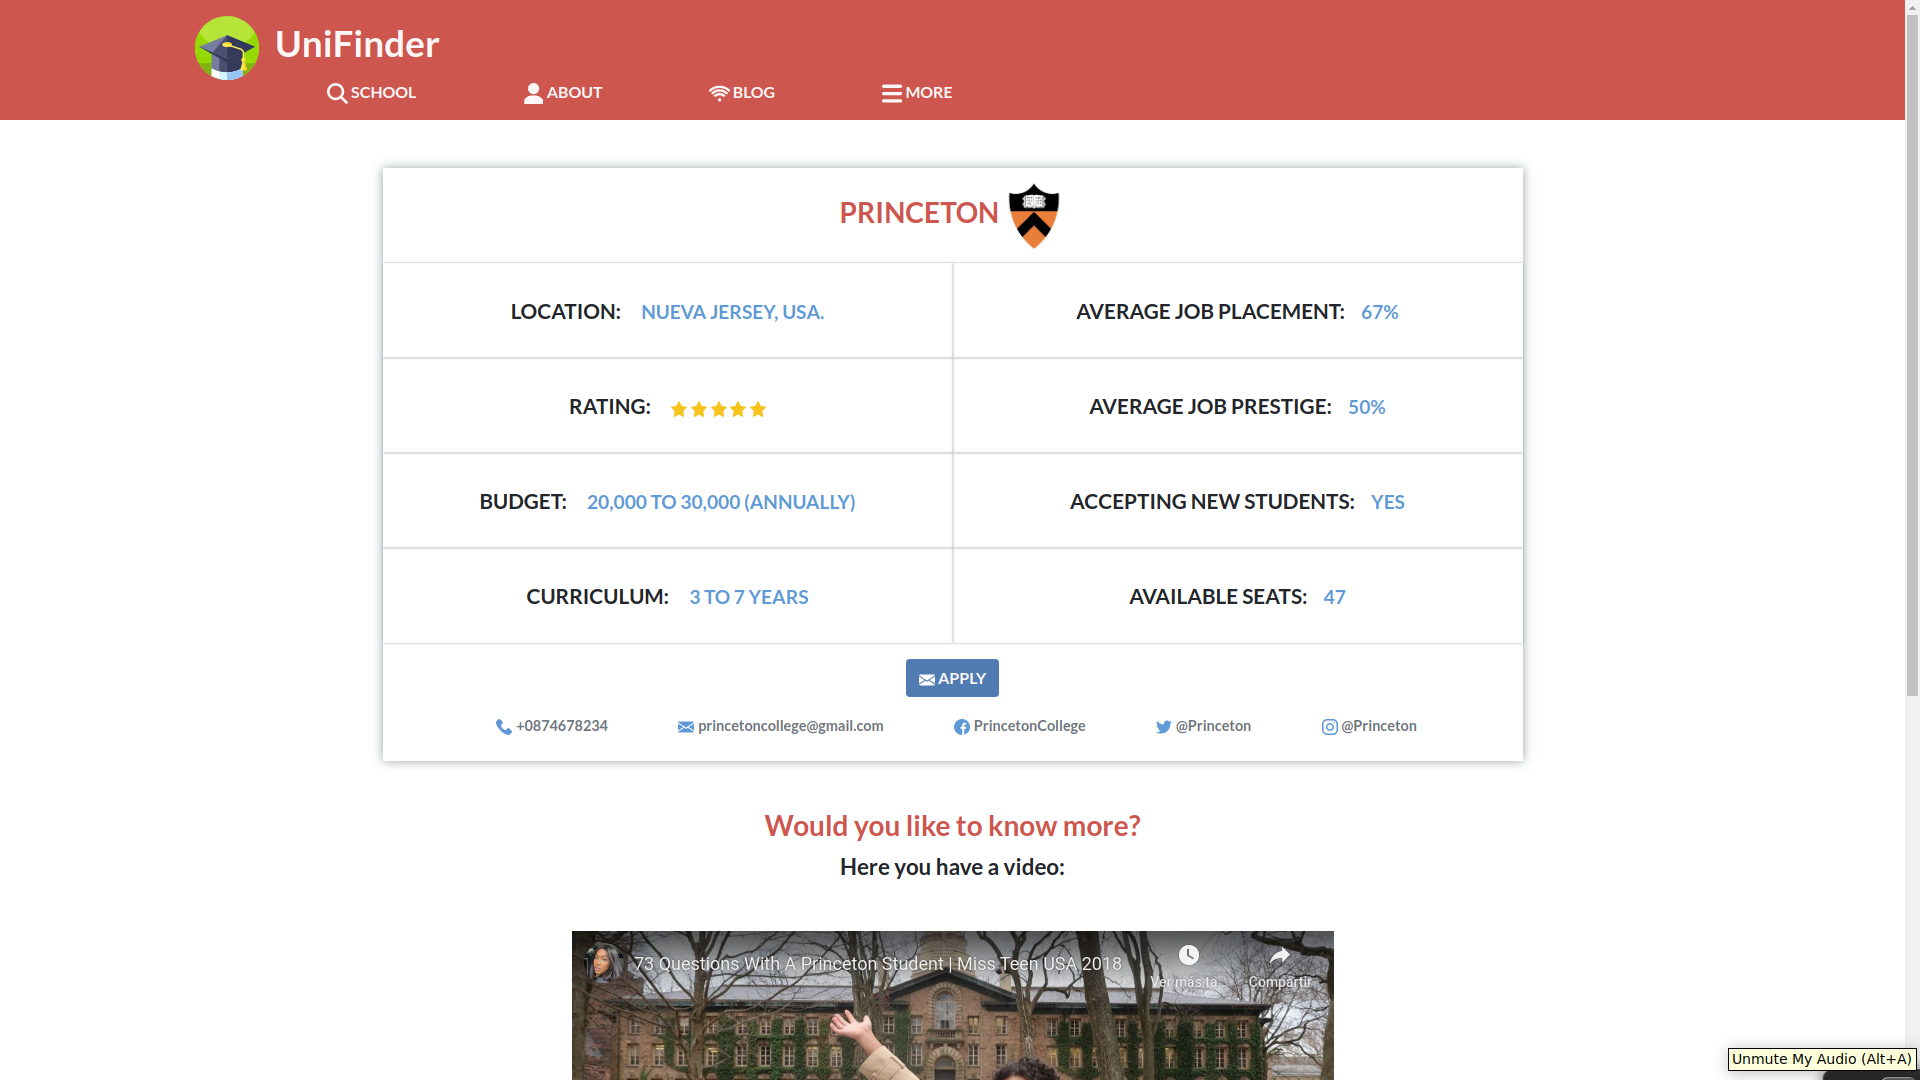 UniFinder
SCHOOL ABOUT BLOG MORE
PRINCETON
LOCATION: NUEVA JERSEY, USA. AVERAGE JOB PLACEMENT: 67%
RATING: AVERAGE JOB PRESTIGE: 50%
BUDGET: 20,000 TO 30,000 (ANNUALLY) ACCEPTING NEW STUDENTS: YES
CURRICULUM: 3 TO 7 YEARS AVAILABLE SEATS: 47
APPLY
+0874678234 princetoncollege@gmail.com PrincetonCollege @Princeton @Princeton
Would you like to know more?
Here you have a video:
73 Questions With A Princeton Student | Miss Teen USA 2018
Ver más ta... Compartir
Unmute My Audio (Alt+A)